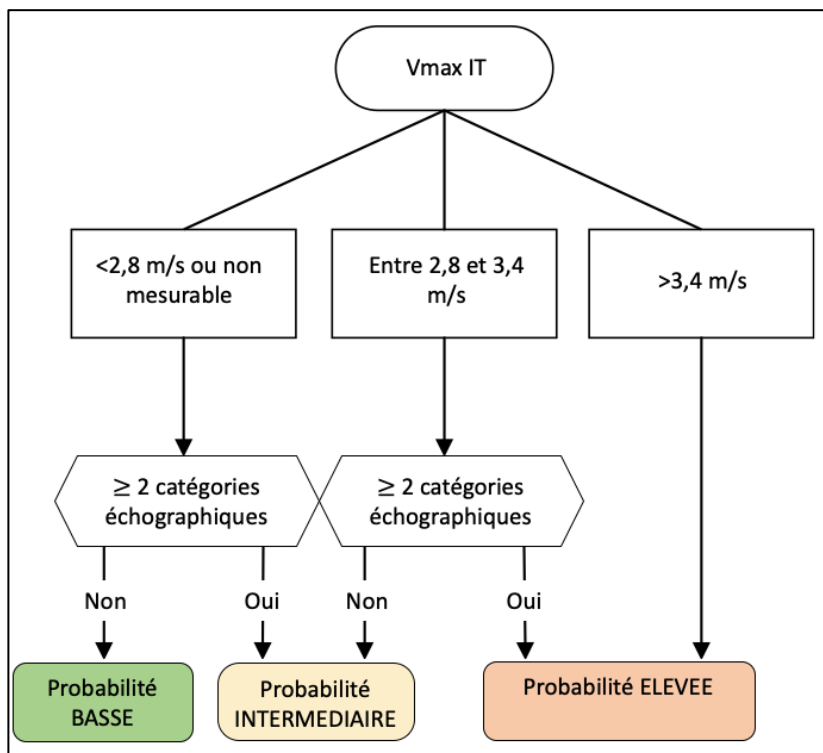 Vmax IT
<2,8 m/s ou non
mesurable
Entre 2,8 et 3,4
m/s
>3,4 m/s
≥ 2 catégories
échographiques
≥ 2 catégories
échographiques
Non
Oui
Non
Oui
Probabilité
BASSE
Probabilité
INTERMEDIAIRE
Probabilité ELEVEE